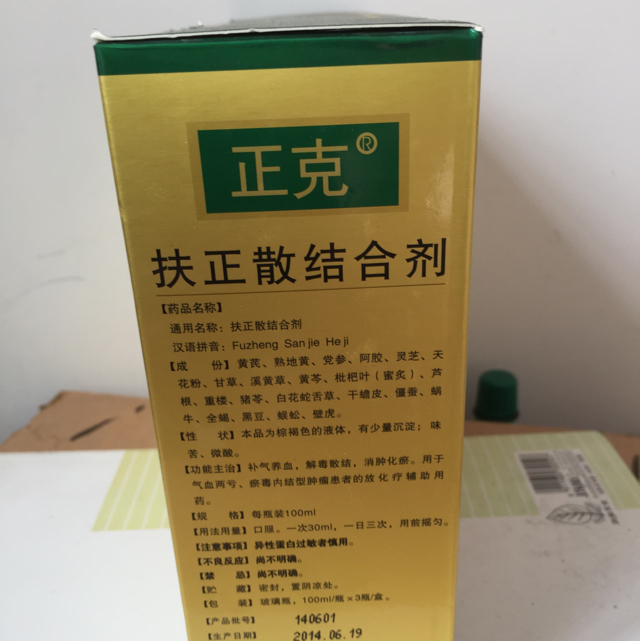 正克®
扶正散结合剂
【药品名称】
通用名称：扶正散结合剂
汉语拼音：Fuzheng Sanjie Heji
【成　份】黄芪、熟地黄、党参、阿胶、灵芝、天
花粉、甘草、溪黄草、黄芩、枇杷叶（蜜炙）、芦
根、重楼、猪苓、白花蛇舌草、干蟾皮、僵蚕、蜗
牛、全蝎、黑豆、蜈蚣、壁虎。
【性　状】本品为棕褐色的液体，有少量沉淀；味
苦、微酸。
【功能主治】补气养血，解毒散结，消肿化瘀。用于
气血两亏、瘀毒内结型肿瘤患者的放化疗辅助用
药。
【规　格】每瓶装100ml
【用法用量】口服。一次30ml，一日三次，用前摇匀。
【注意事项】异性蛋白过敏者慎用。
【不良反应】尚不明确。
【禁　忌】尚不明确。
【贮　藏】密封，置阴凉处。
【包　装】玻璃瓶，100ml/瓶×3瓶/盒。
【产品批号】 140601
【生产日期】 2014.06.19